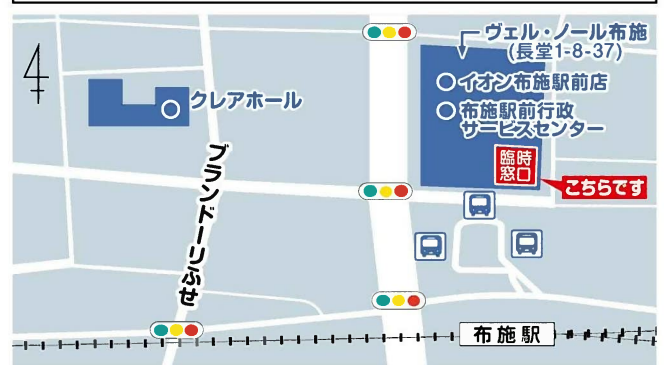 ヴェル・ノール布施
(長堂1-8-37)
イオン布施駅前店
布施駅前行政
サービスセンター
クレアホール
臨時
窓口
こちらです
ブランドーリふせ
布施駅